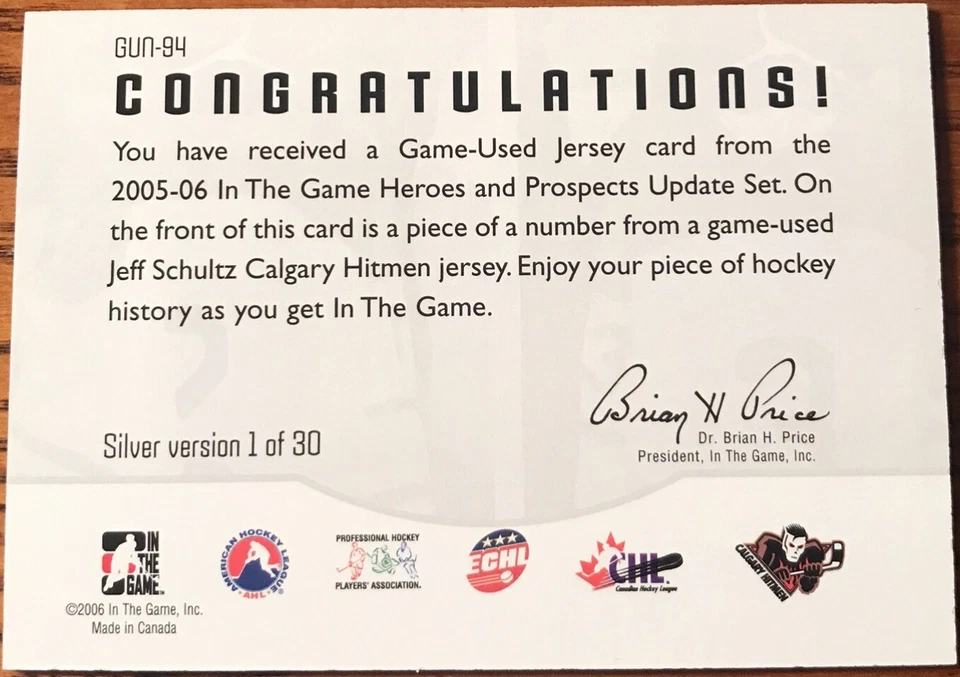 GUN-94
CONGRATULATIONS!
You have received a Game-Used Jersey card from the
2005-06 In The Game Heroes and Prospects Update Set. On
the front of this card is a piece of a number from a game-used
Jeff Schultz Calgary Hitmen jersey. Enjoy your piece of hockey
history as you get In The Game.
Brian H Price
Dr. Brian H. Price
President, In The Game, Inc.
Silver version 1 of 30
IN
THE
GAME
AMERICAN HOCKEY LEAGUE
AHL
PROFESSIONAL HOCKEY
PLAYERS' ASSOCIATION.
ECHL
CHL
Canadian Hockey League
CALGARY HITMEN
©2006 In The Game, Inc.
Made in Canada